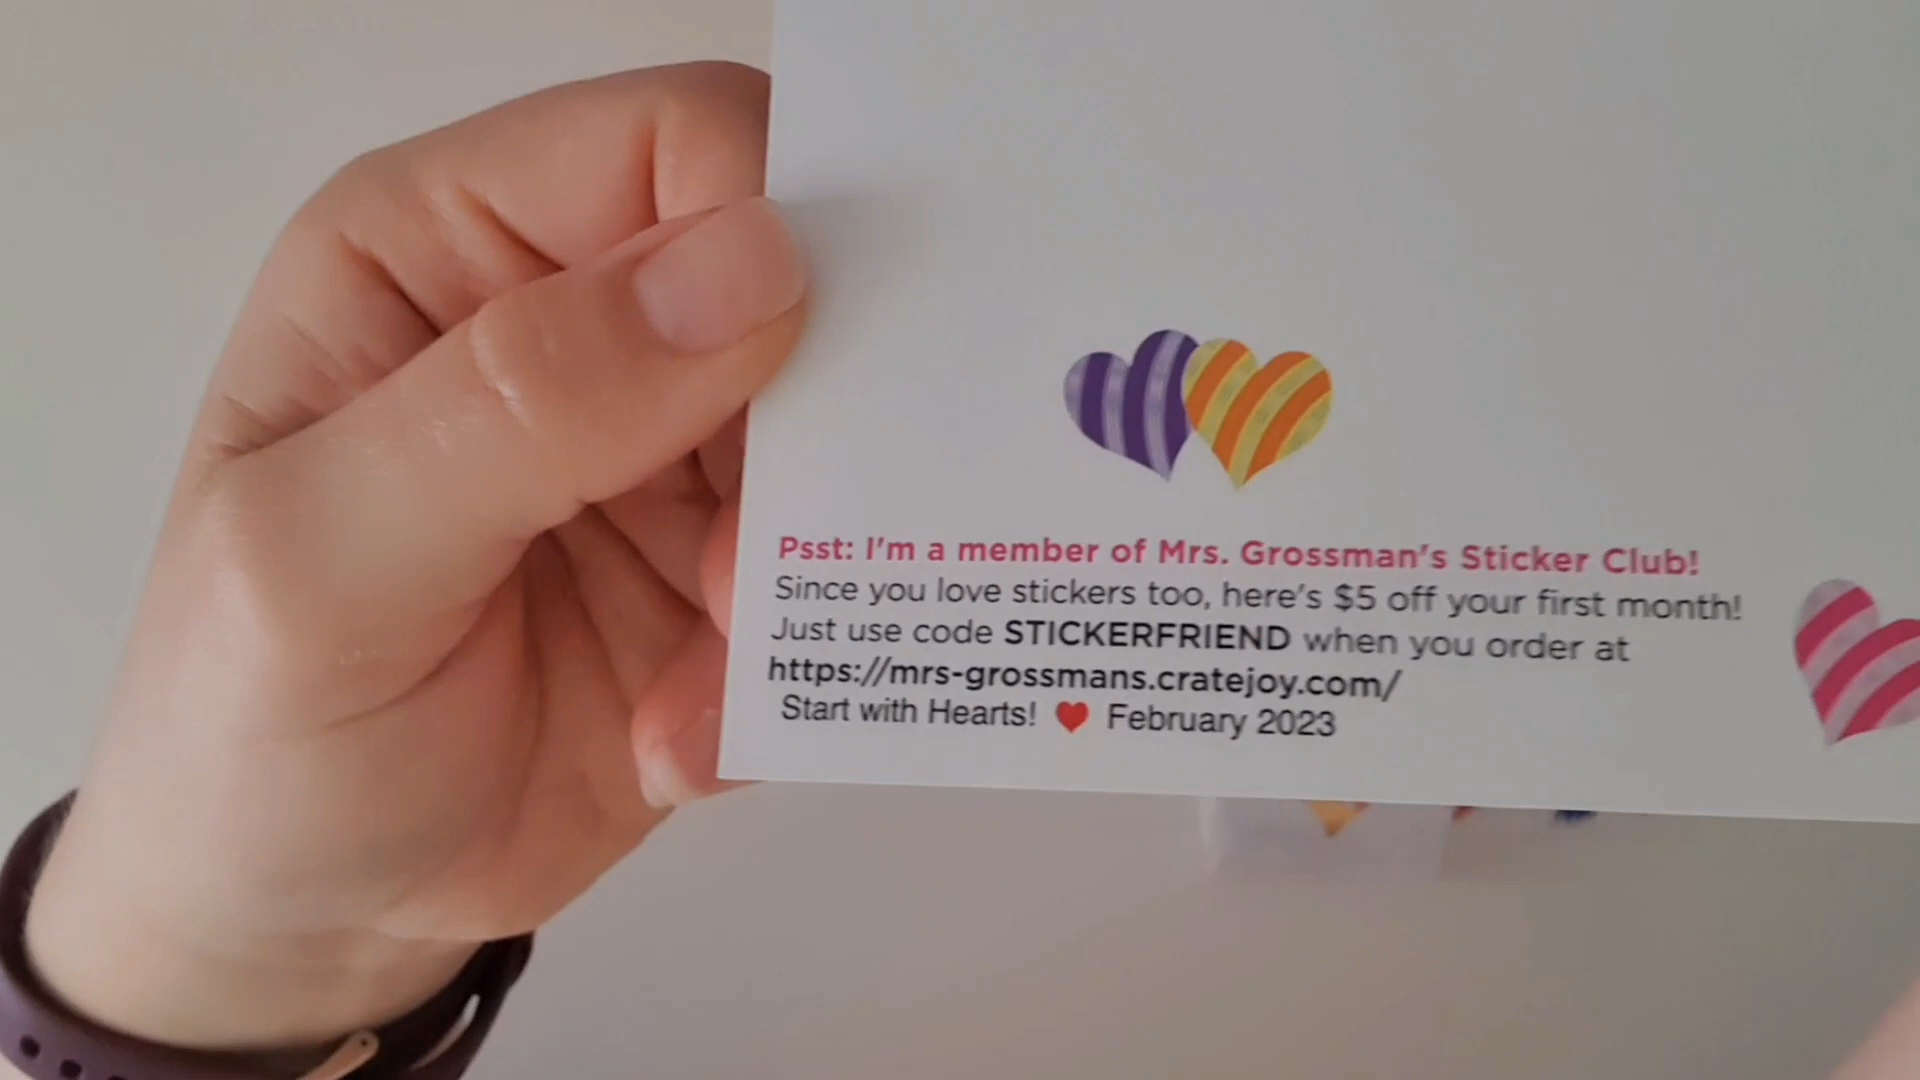 Psst: I'm a member of Mrs. Grossman's Sticker Club!
Since you love stickers too, here's $5 off your first month!
Just use code STICKERFRIEND when you order at
https://mrs-grossmans.cratejoy.com/
Start with Hearts! ♥ February 2023